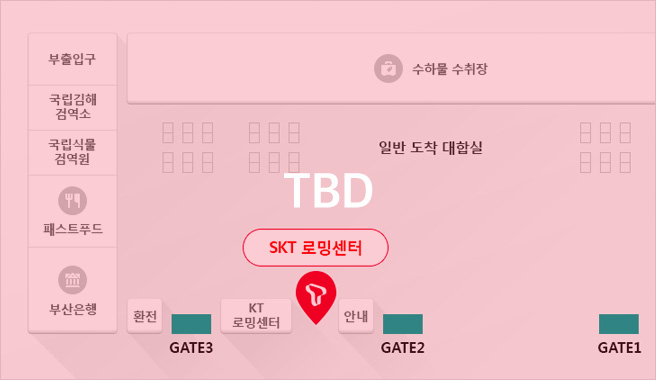 부출입구
수하물 수취장
국립김해
검역소
국립식물
검역원
일반 도착 대합실
TBD
패스트푸드
SKT 로밍센터
부산은행
환전
KT
로밍센터
안내
GATE3
GATE2
GATE1